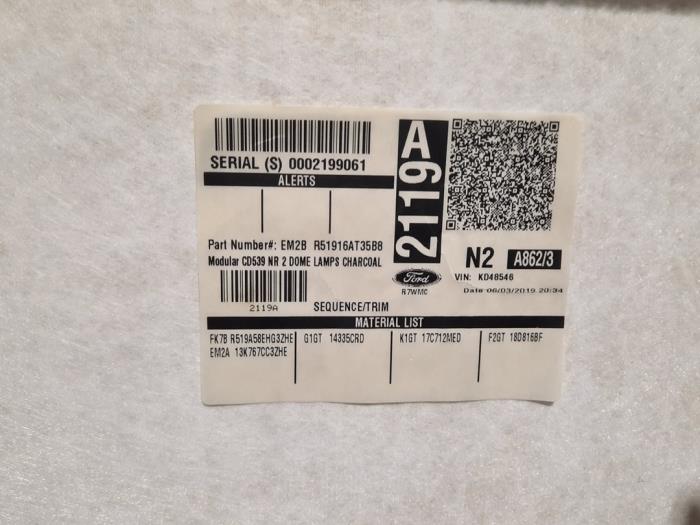 SERIAL (S) 0002199061
ALERTS
2119A
Part Number#: EM2B R51916AT35B8
Modular CD539 NR 2 DOME LAMPS CHARCOAL
2119A
SEQUENCE/TRIM
Ford
R7WMC
N2 A862/3
VIN: KD48546
Date 06/03/2019 20:34
MATERIAL LIST
FK7B R519A58EHG3ZHE G1GT 14335CRD K1GT 17C712MED F2GT 18D816BF
EM2A 13K767CC3ZHE